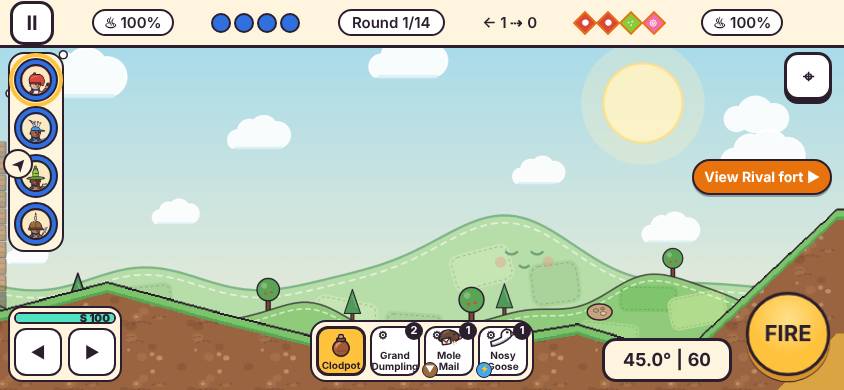 100%
Round 1/14
← 1 ⇢ 0
100%
View Rival fort ▶
S 100
Clodpot
2
Grand Dumpling
1
Mole Mail
1
Nosy Goose
45.0° | 60
FIRE